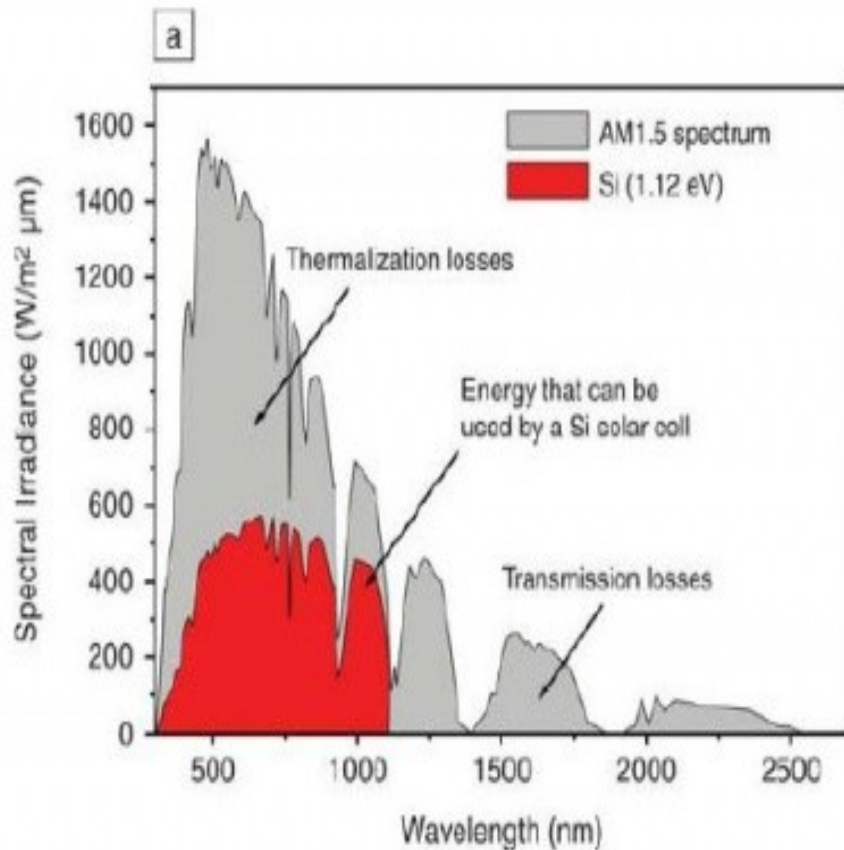 a
1600
1400
1200
1000
800
600
400
200
0
Spectral Irradiance (W/m² µm)
AM1.5 spectrum
Si (1.12 eV)
Thermalization losses
Energy that can be
used by a Si solar cell
Transmission losses
500 1000 1500 2000 2500
Wavelength (nm)